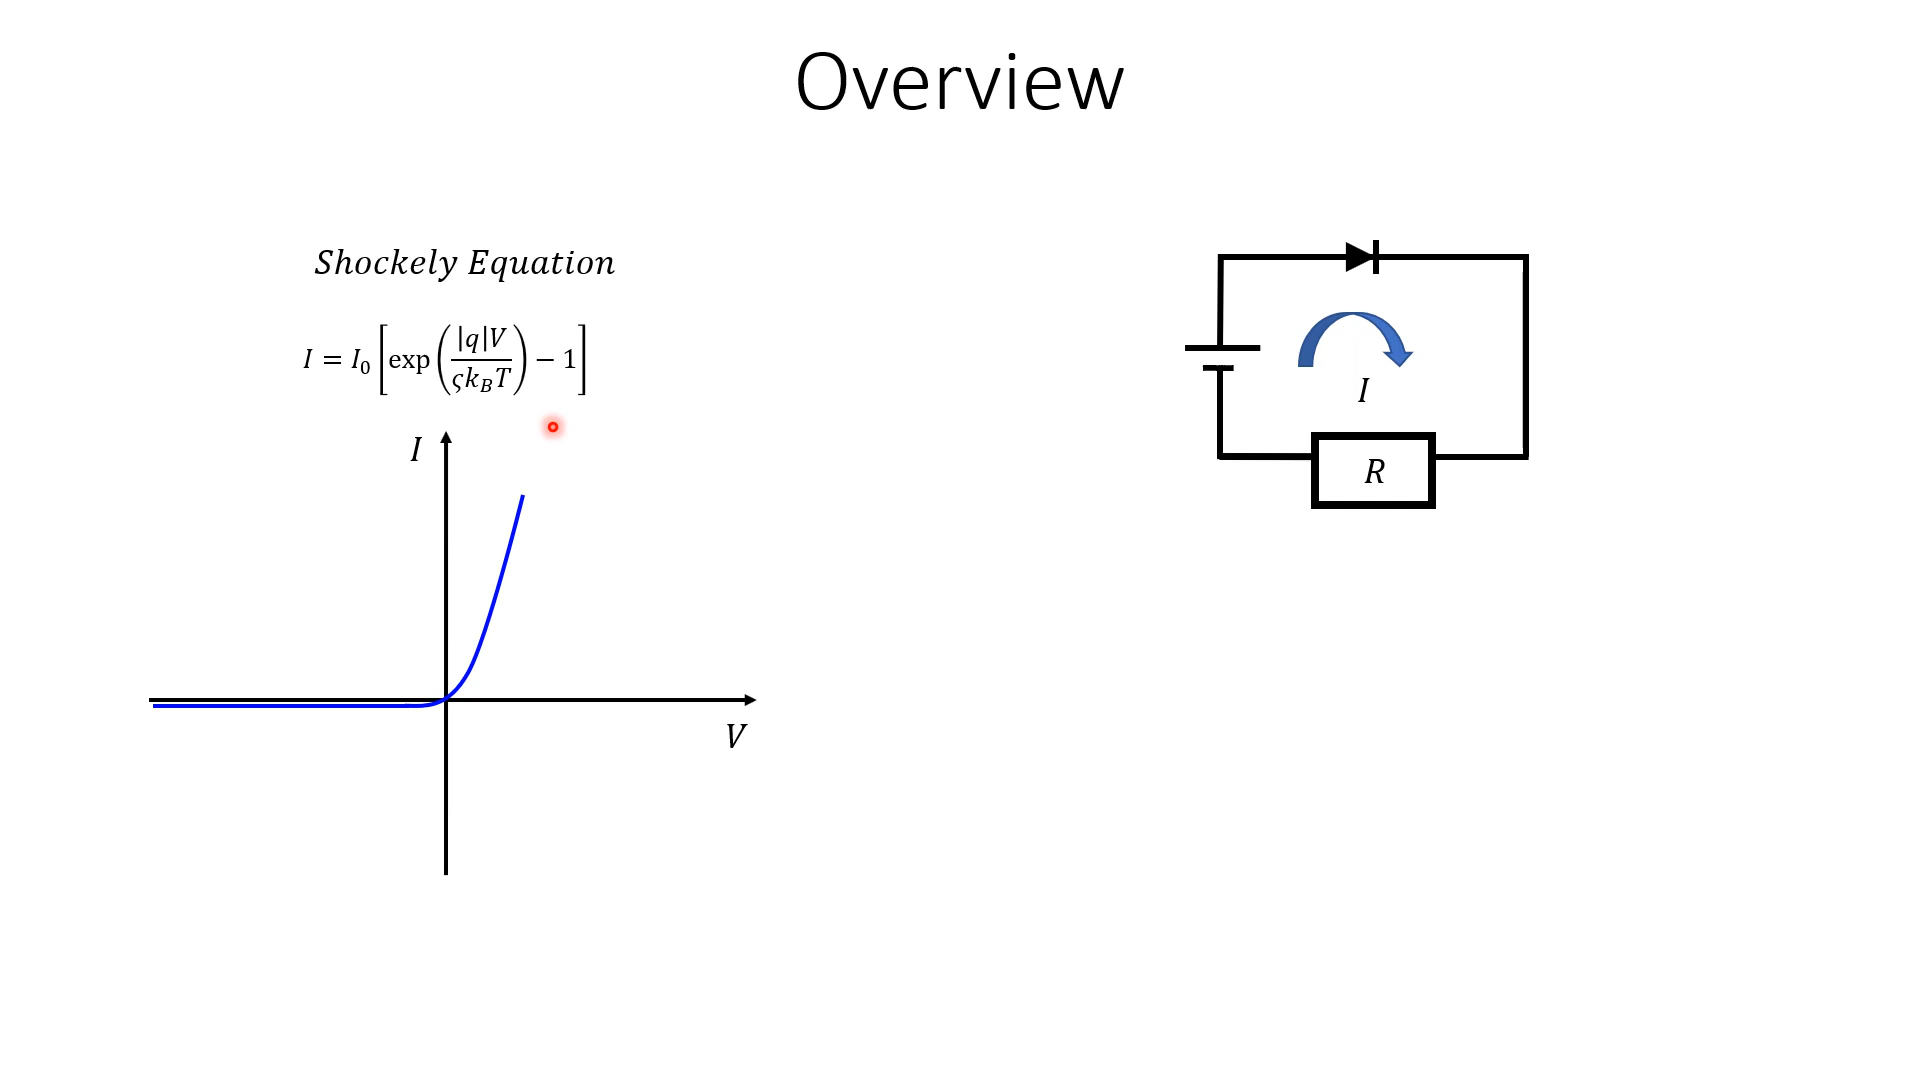 Overview
Shockely Equation
I = I₀ [exp(|q|V / ςk_BT) − 1]
I
V
I
R